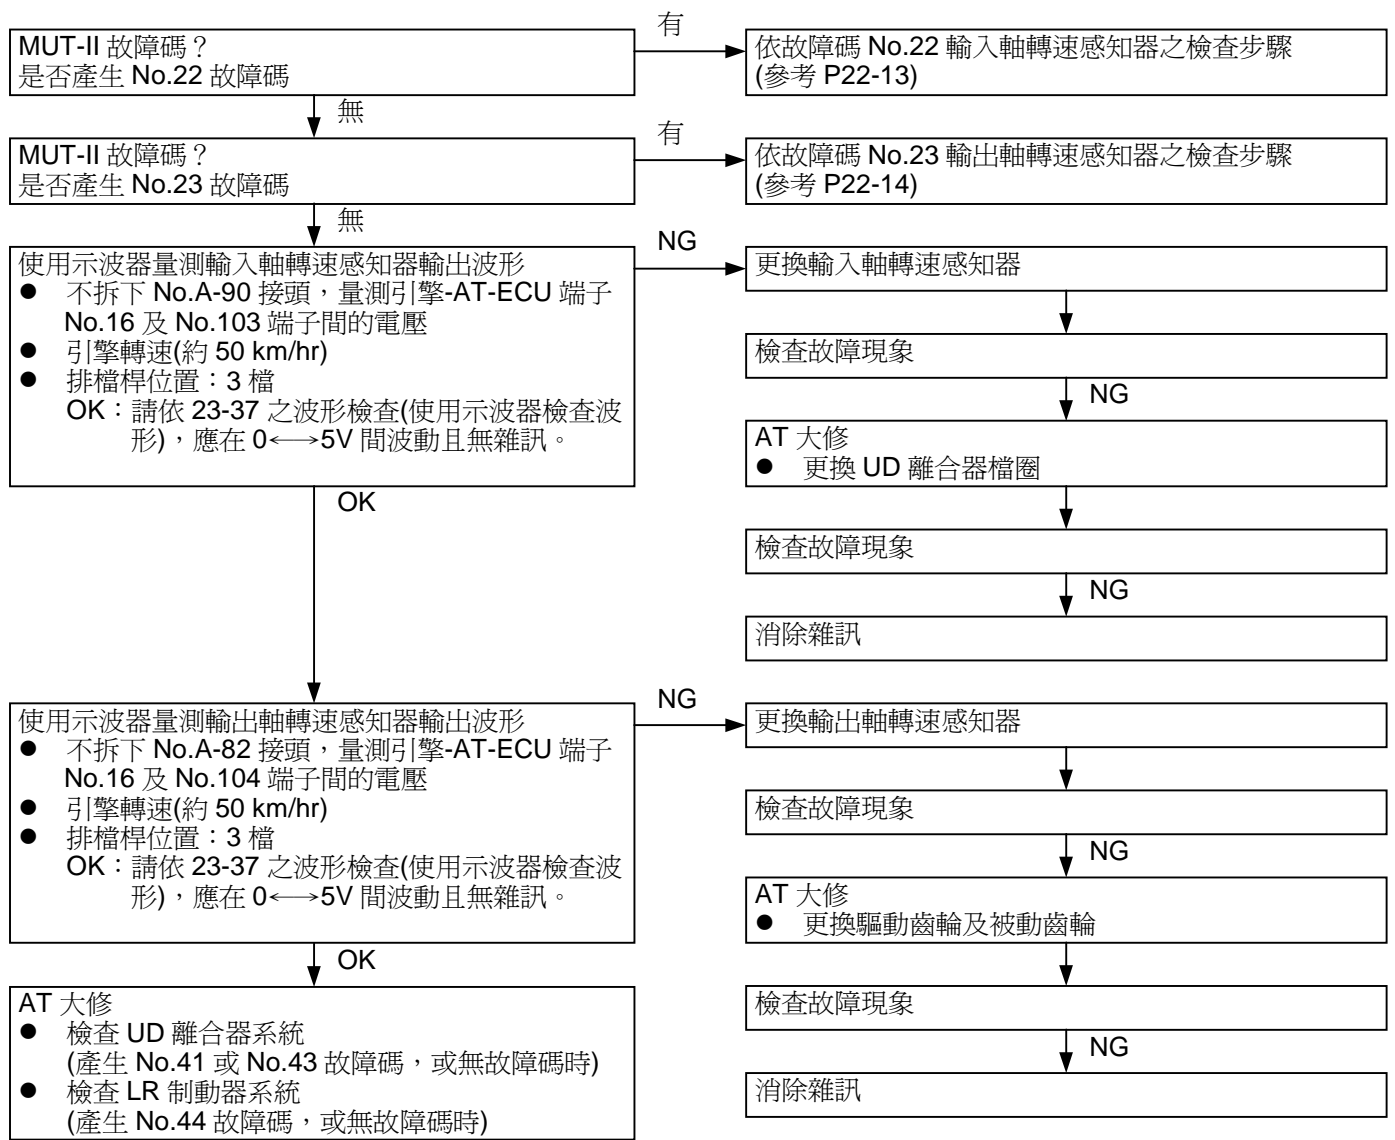 MUT-II 故障碼？
是否產生 No.22 故障碼
有
依故障碼 No.22 輸入軸轉速感知器之檢查步驟
(參考 P22-13)
無
MUT-II 故障碼？
是否產生 No.23 故障碼
有
依故障碼 No.23 輸出軸轉速感知器之檢查步驟
(參考 P22-14)
無
使用示波器量測輸入軸轉速感知器輸出波形
● 不拆下 No.A-90 接頭，量測引擎-AT-ECU 端子
No.16 及 No.103 端子間的電壓
● 引擎轉速(約 50 km/hr)
● 排檔桿位置：3 檔
OK：請依 23-37 之波形檢查(使用示波器檢查波
形)，應在 0←→5V 間波動且無雜訊。
NG
更換輸入軸轉速感知器
檢查故障現象
NG
AT 大修
● 更換 UD 離合器檔圈
檢查故障現象
NG
消除雜訊
OK
使用示波器量測輸出軸轉速感知器輸出波形
● 不拆下 No.A-82 接頭，量測引擎-AT-ECU 端子
No.16 及 No.104 端子間的電壓
● 引擎轉速(約 50 km/hr)
● 排檔桿位置：3 檔
OK：請依 23-37 之波形檢查(使用示波器檢查波
形)，應在 0←→5V 間波動且無雜訊。
NG
更換輸出軸轉速感知器
檢查故障現象
NG
AT 大修
● 更換驅動齒輪及被動齒輪
檢查故障現象
NG
消除雜訊
OK
AT 大修
● 檢查 UD 離合器系統
(產生 No.41 或 No.43 故障碼，或無故障碼時)
● 檢查 LR 制動器系統
(產生 No.44 故障碼，或無故障碼時)